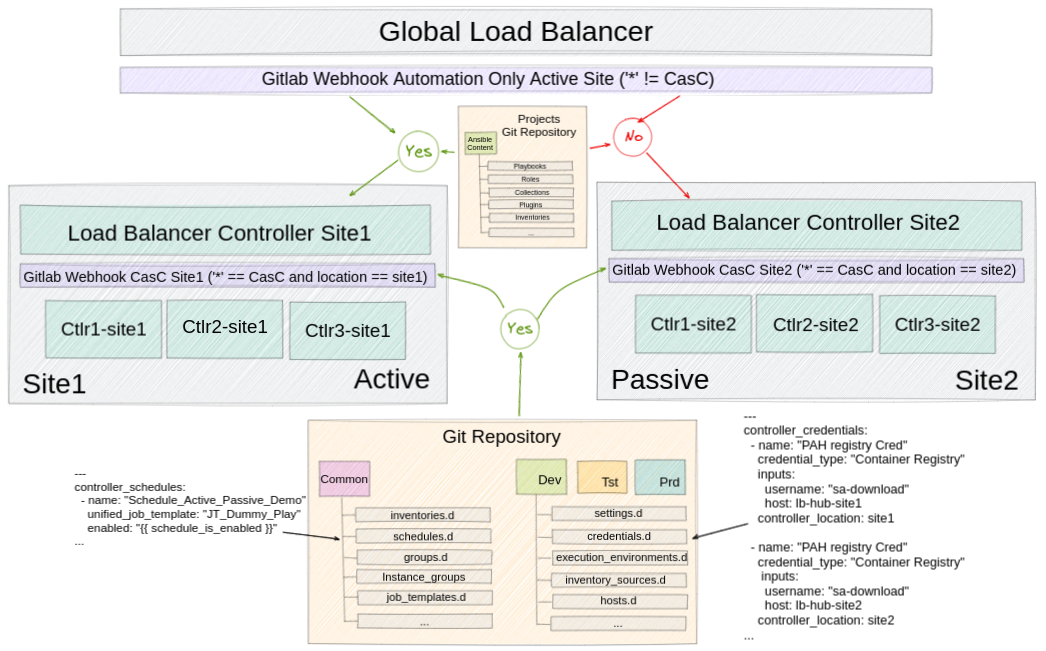 Global Load Balancer
Gitlab Webhook Automation Only Active Site ('*' != CasC)
Projects
Git Repository
Ansible
Content
Playbooks
Roles
Collections
Plugins
Inventories
...
Yes
No
Load Balancer Controller Site1
Gitlab Webhook CasC Site1 ('*' == CasC and location == site1)
Ctlr1-site1
Ctlr2-site1
Ctlr3-site1
Site1
Active
Load Balancer Controller Site2
Gitlab Webhook CasC Site2 ('*' == CasC and location == site2)
Ctlr1-site2
Ctlr2-site2
Ctlr3-site2
Passive
Site2
Yes
Git Repository
Common
inventories.d
schedules.d
groups.d
Instance_groups
job_templates.d
...
Dev
Tst
Prd
settings.d
credentials.d
execution_environments.d
inventory_sources.d
hosts.d
...
---
controller_schedules:
- name: "Schedule_Active_Passive_Demo"
unified_job_template: "JT_Dummy_Play"
enabled: "{{ schedule_is_enabled }}"
...
---
controller_credentials:
- name: "PAH registry Cred"
credential_type: "Container Registry"
inputs:
username: "sa-download"
host: lb-hub-site1
controller_location: site1
- name: "PAH registry Cred"
credential_type: "Container Registry"
inputs:
username: "sa-download"
host: lb-hub-site2
controller_location: site2
...